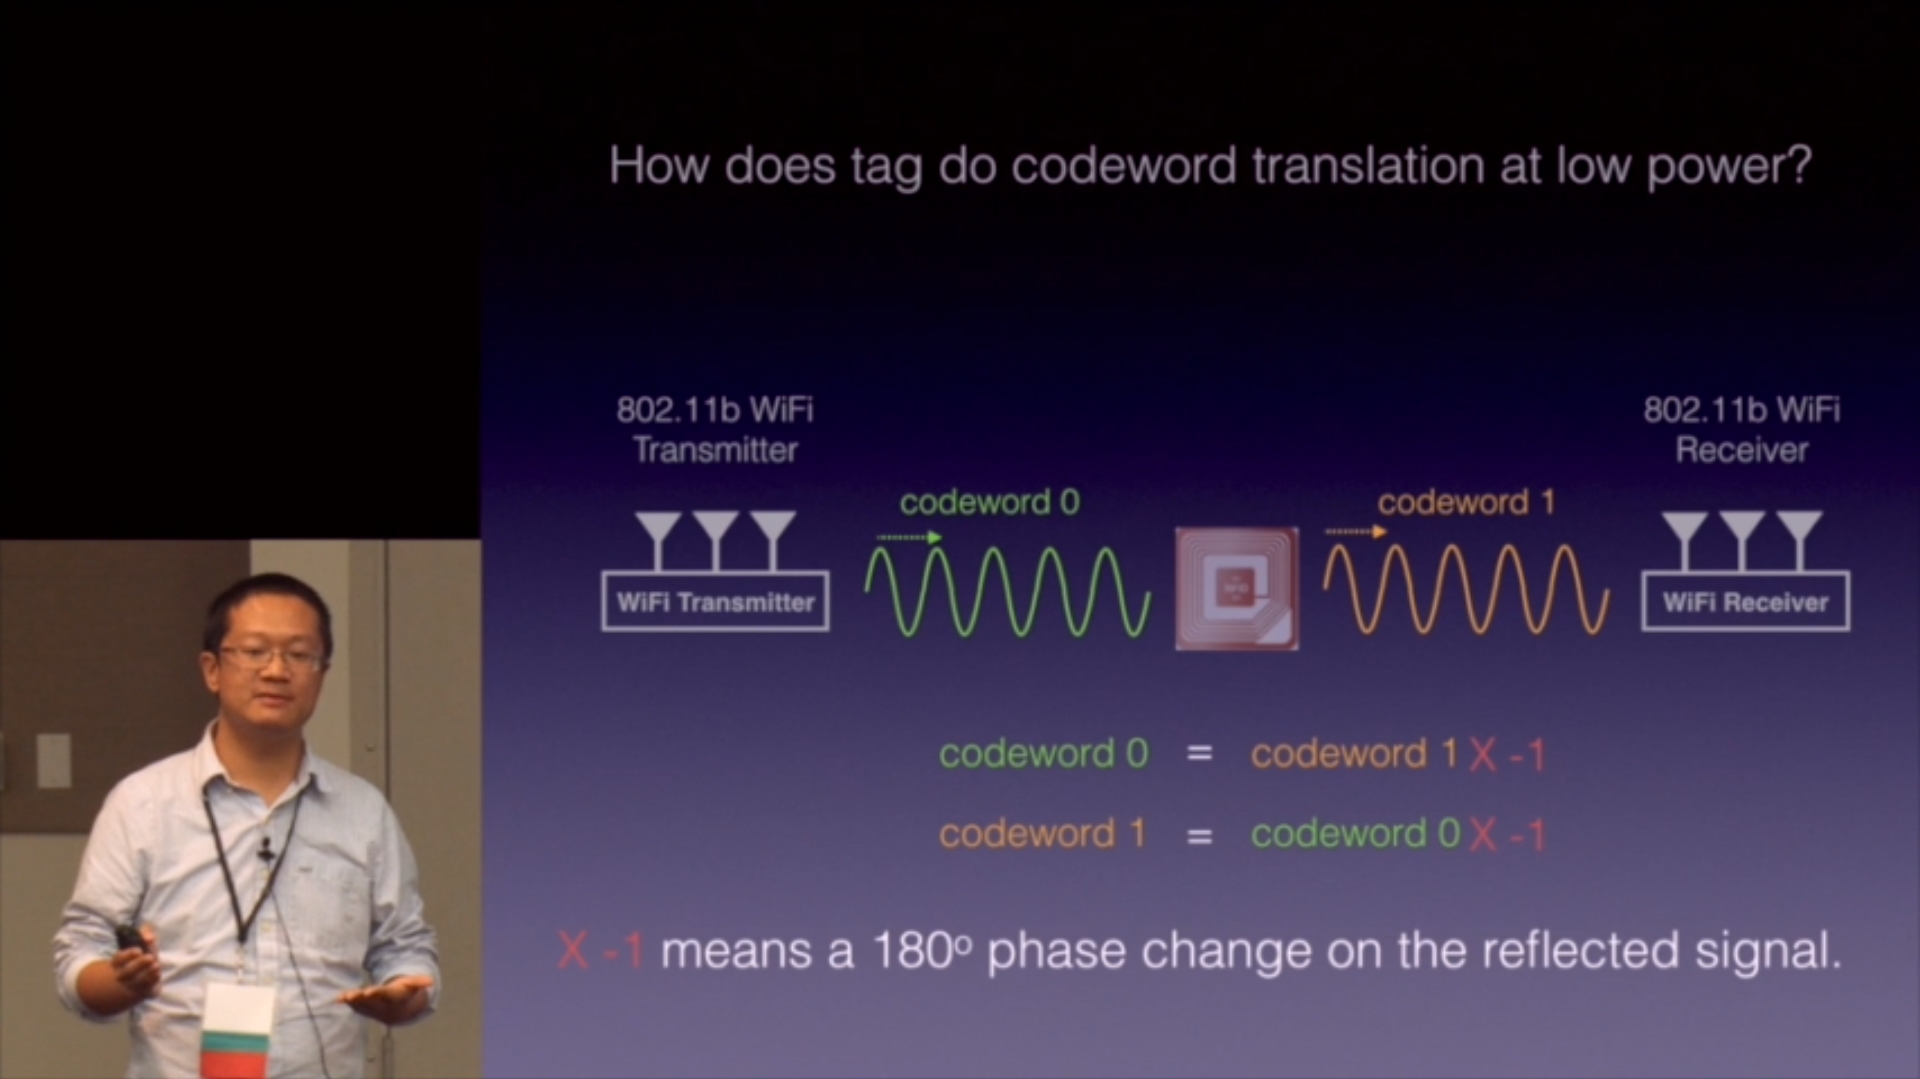 How does tag do codeword translation at low power?
802.11b WiFi
Transmitter
802.11b WiFi
Receiver
codeword 0
codeword 1
WiFi Transmitter
WiFi Receiver
codeword 0 = codeword 1 X -1
codeword 1 = codeword 0 X -1
X -1 means a 180º phase change on the reflected signal.